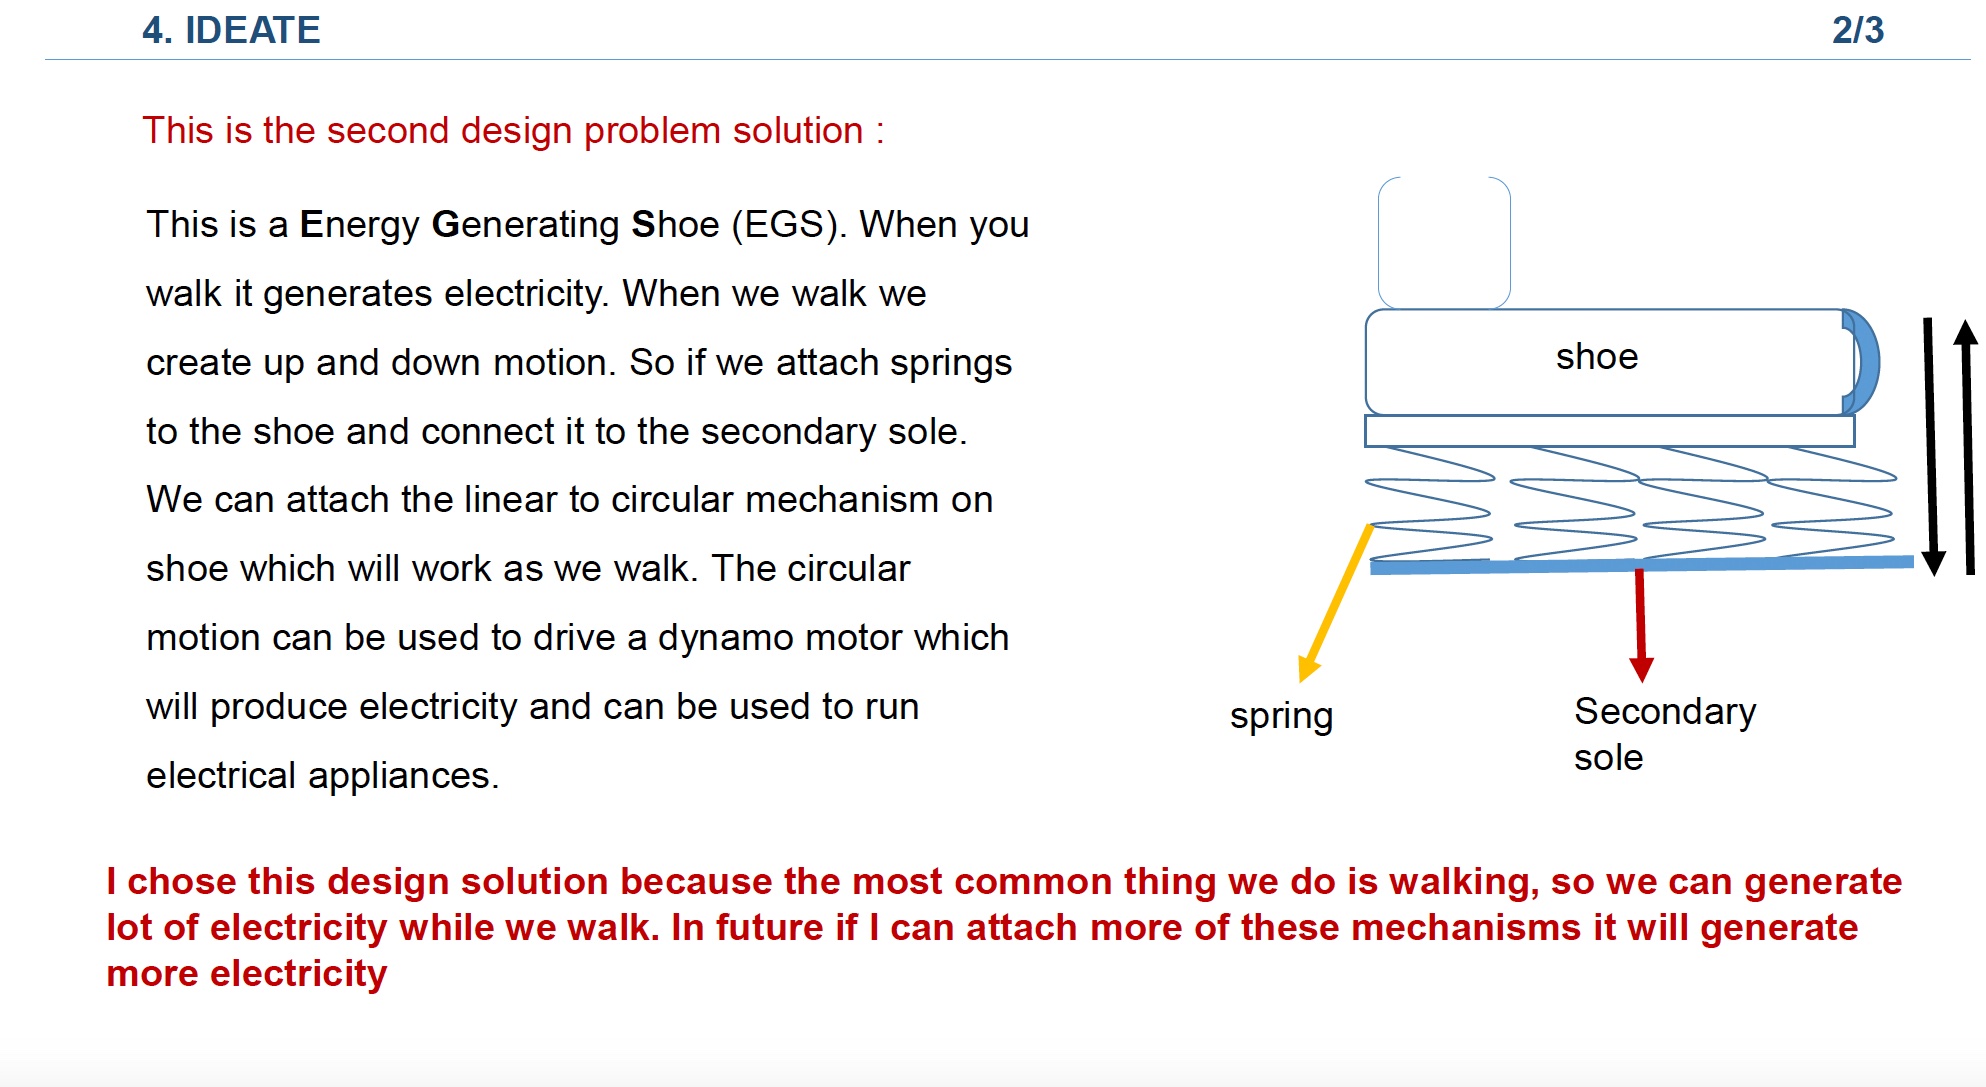 4. IDEATE 2/3
This is the second design problem solution :
This is a Energy Generating Shoe (EGS). When you
walk it generates electricity. When we walk we
create up and down motion. So if we attach springs
to the shoe and connect it to the secondary sole.
We can attach the linear to circular mechanism on
shoe which will work as we walk. The circular
motion can be used to drive a dynamo motor which
will produce electricity and can be used to run
electrical appliances.
shoe
spring
Secondary
sole
I chose this design solution because the most common thing we do is walking, so we can generate
lot of electricity while we walk. In future if I can attach more of these mechanisms it will generate
more electricity